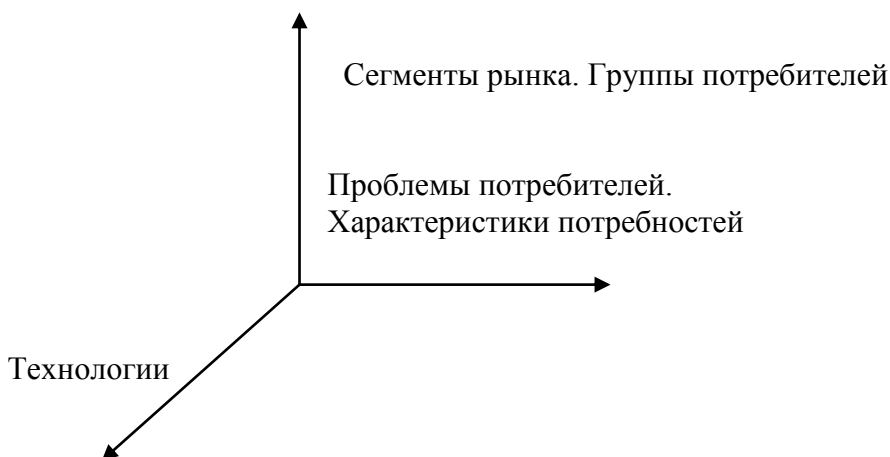 Сегменты рынка. Группы потребителей
Проблемы потребителей.
Характеристики потребностей
Технологии